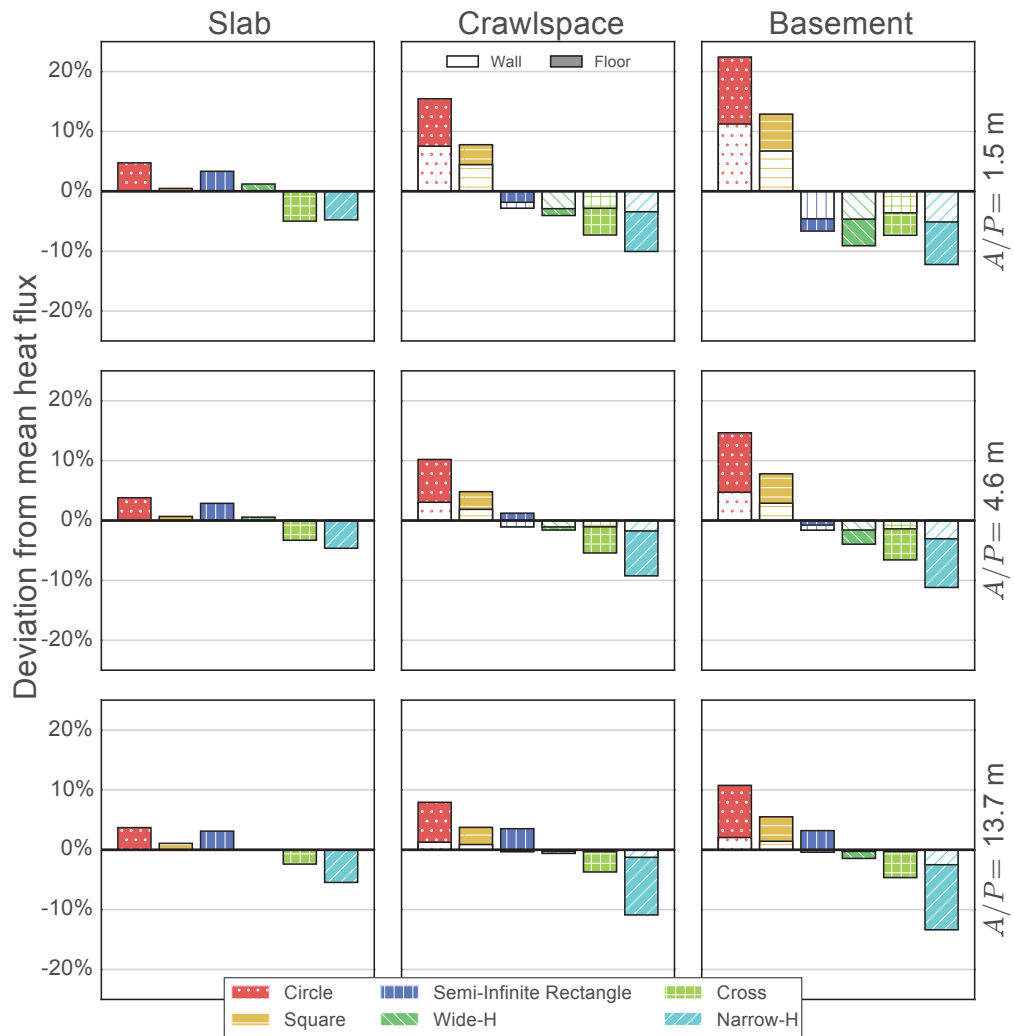 Slab Crawlspace Basement
Wall Floor
20%
10%
0%
-10%
-20%
A/P = 1.5 m
20%
10%
0%
-10%
-20%
A/P = 4.6 m
20%
10%
0%
-10%
-20%
A/P = 13.7 m
Deviation from mean heat flux
Circle Semi-Infinite Rectangle Cross
Square Wide-H Narrow-H